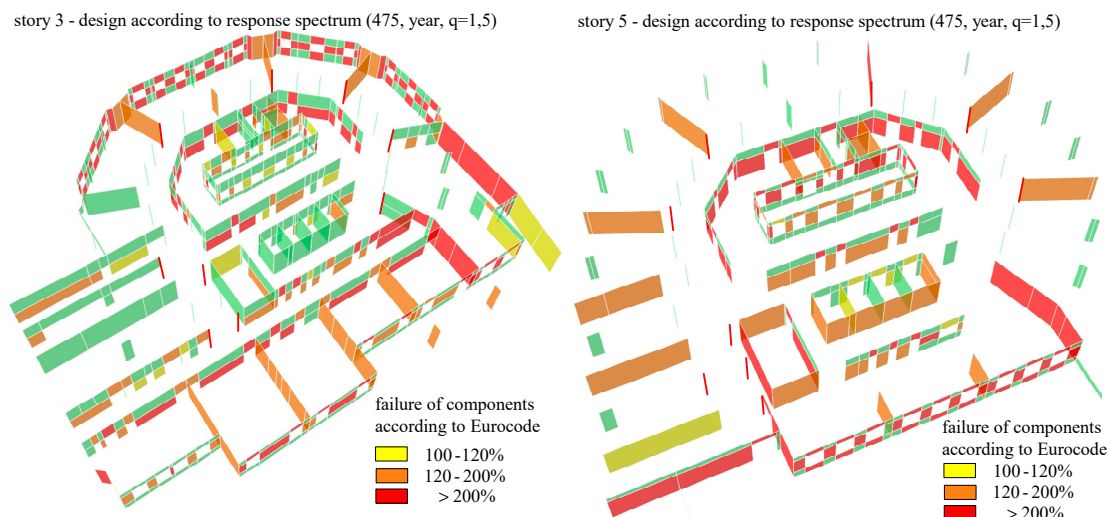 story 3 - design according to response spectrum (475, year, q=1,5)
story 5 - design according to response spectrum (475, year, q=1,5)
failure of components
according to Eurocode
100 -120%
120 - 200%
> 200%
failure of components
according to Eurocode
100 -120%
120 - 200%
> 200%